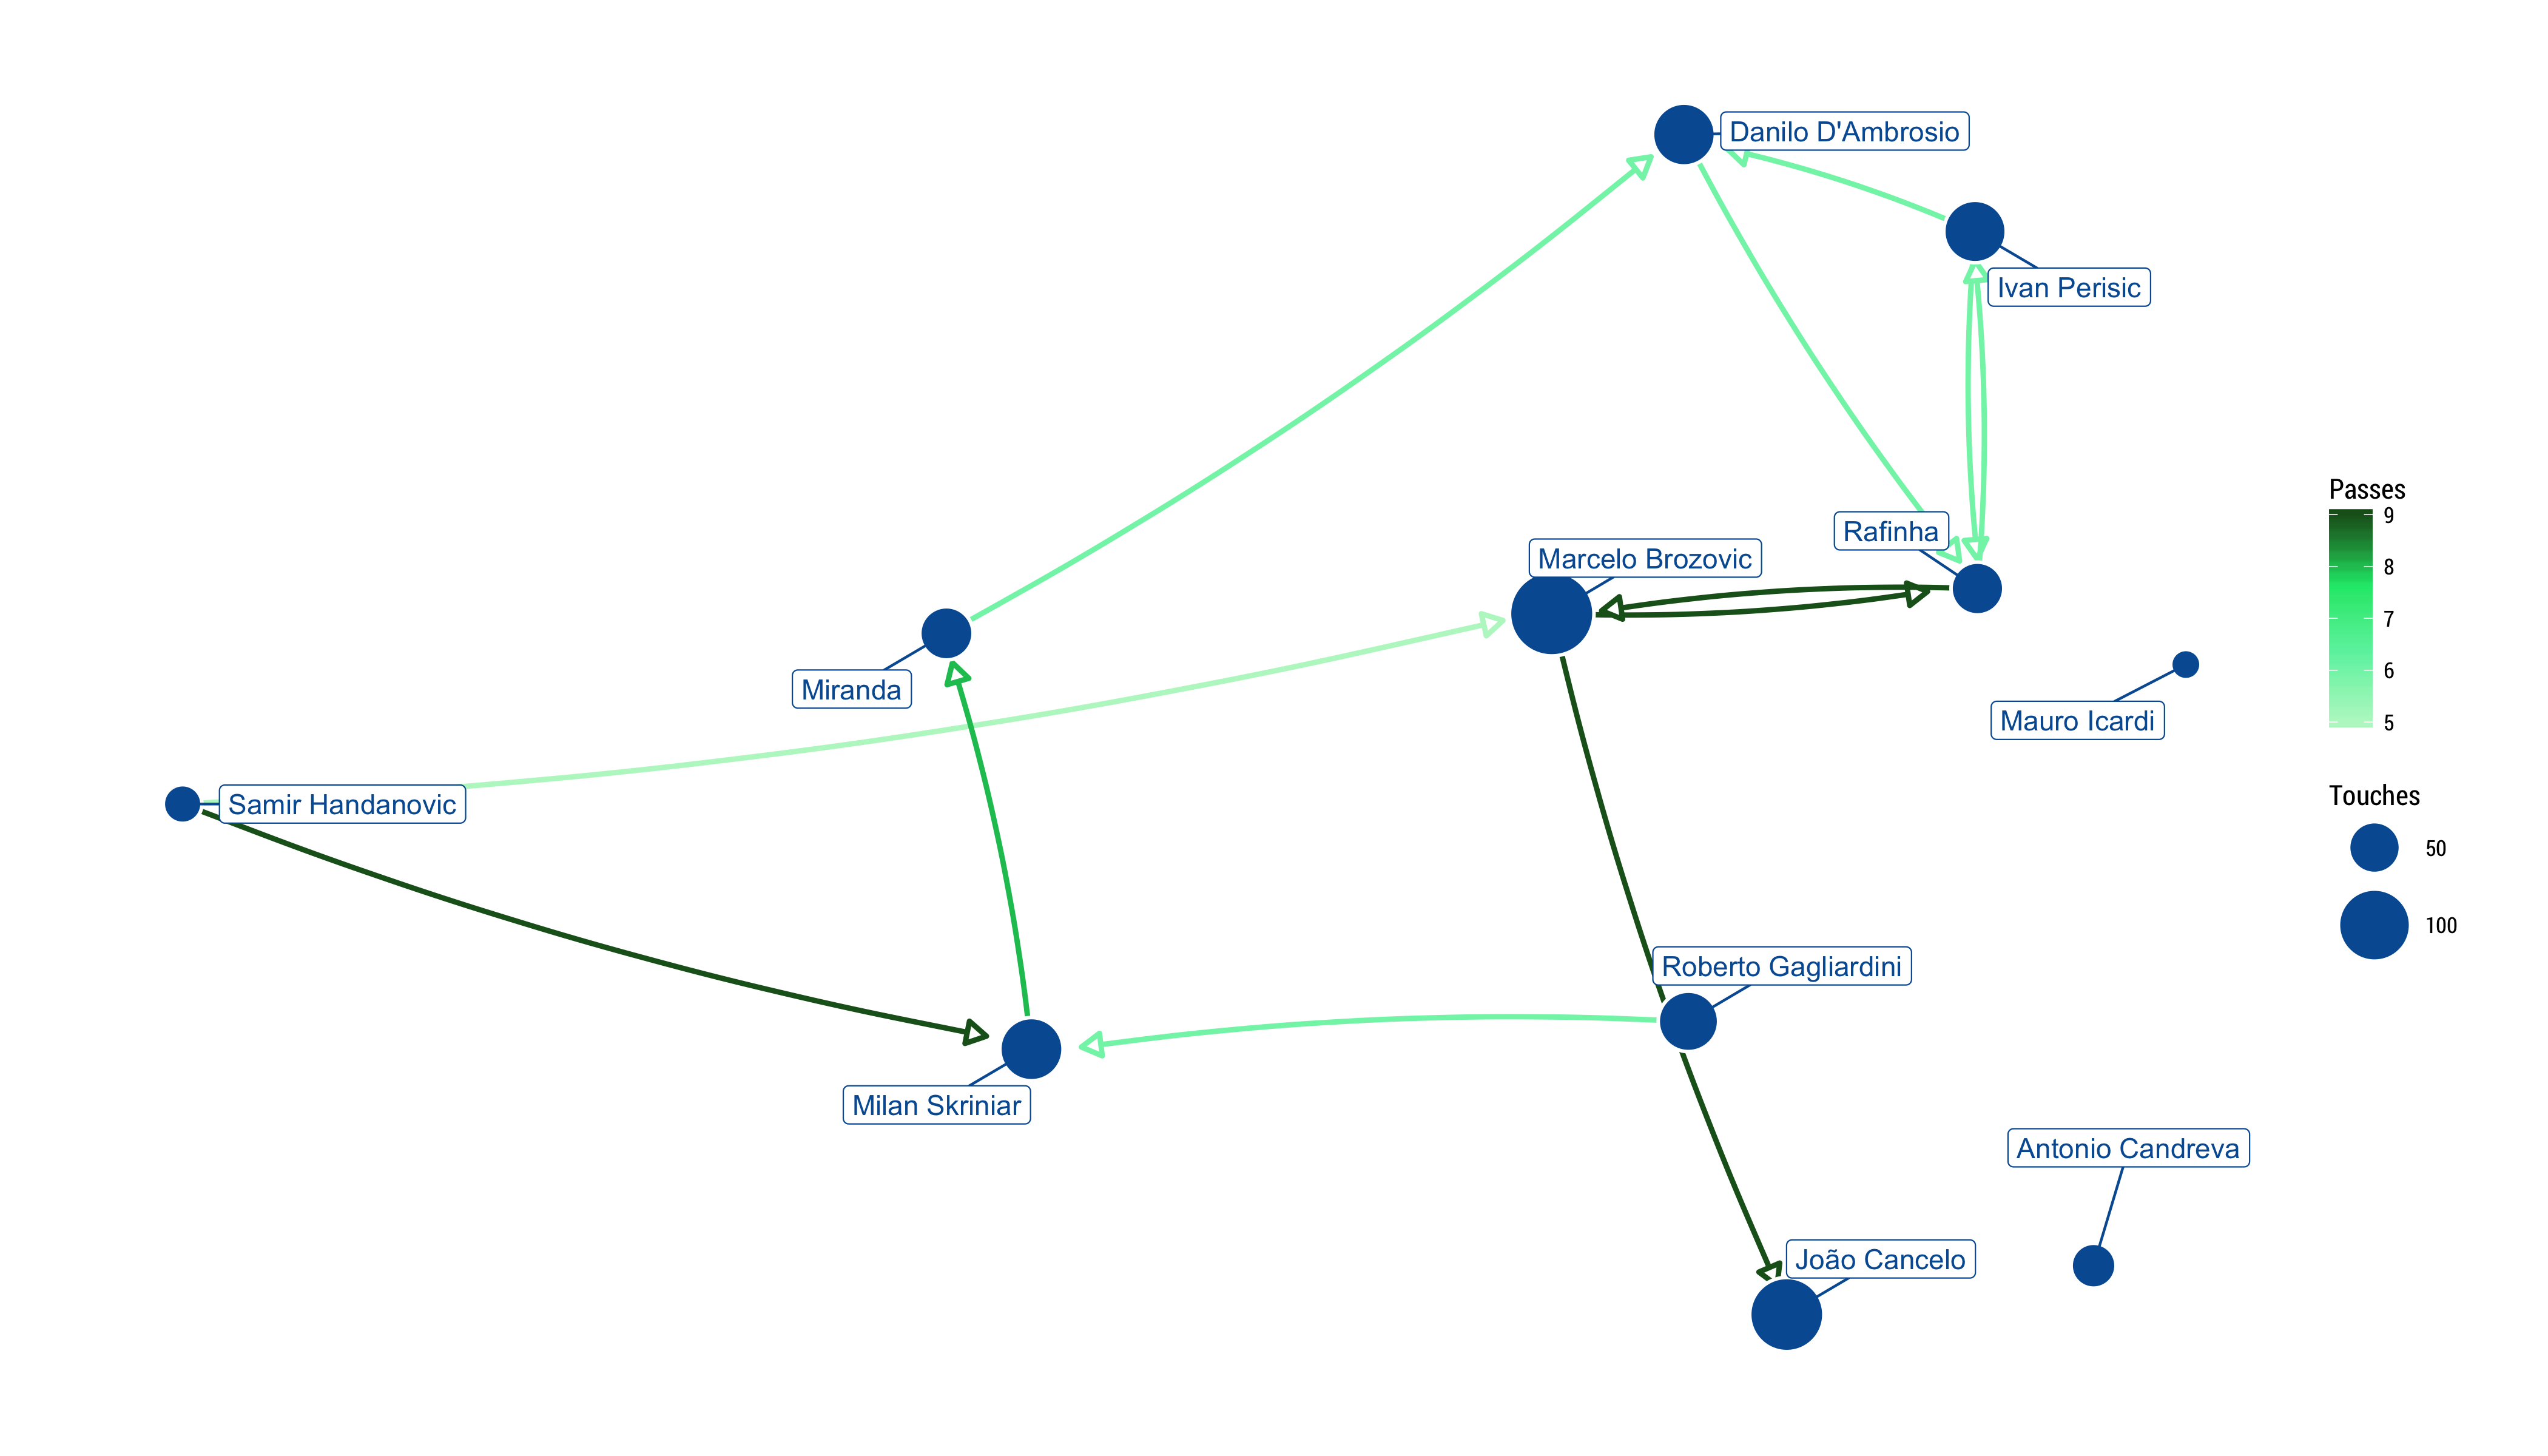 Danilo D'Ambrosio
Ivan Perisic
Rafinha
Marcelo Brozovic
Miranda
Mauro Icardi
Samir Handanovic
Roberto Gagliardini
Milan Skriniar
Antonio Candreva
João Cancelo
Passes
9
8
7
6
5
Touches
50
100